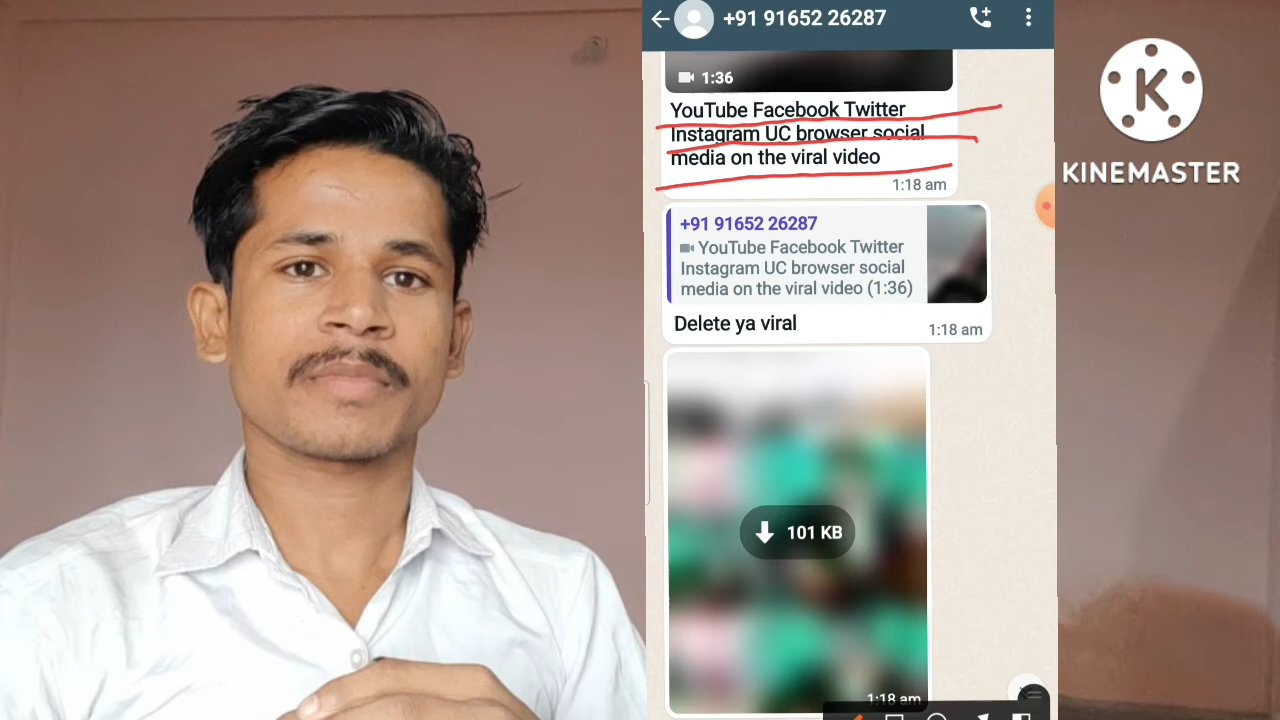 +91 91652 26287
1:36
YouTube Facebook Twitter
Instagram UC browser social
media on the viral video
1:18 am
+91 91652 26287
YouTube Facebook Twitter
Instagram UC browser social
media on the viral video (1:36)
Delete ya viral
1:18 am
101 KB
1:18 am
K
KINEMASTER